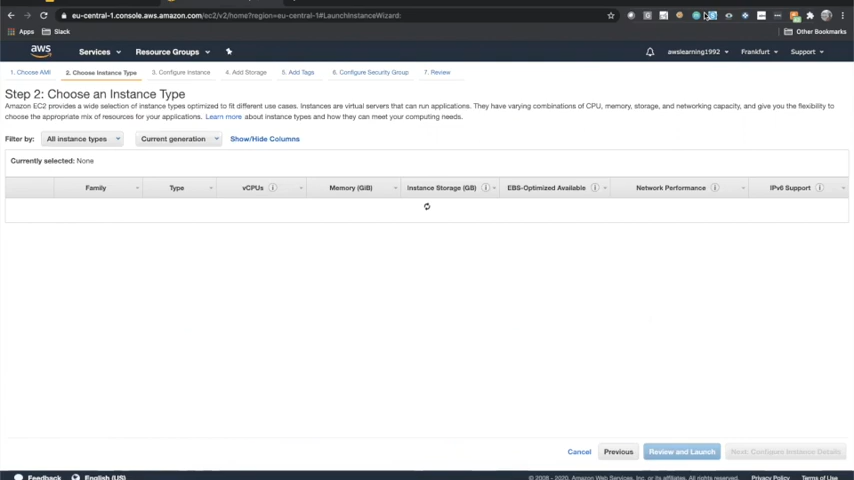 eu-central-1.console.aws.amazon.com/ec2/v2/home?region=eu-central-1#LaunchInstanceWizard:
Apps Slack Other Bookmarks
aws Services Resource Groups awslearning1992 Frankfurt Support
1. Choose AMI 2. Choose Instance Type 3. Configure Instance 4. Add Storage 5. Add Tags 6. Configure Security Group 7. Review
Step 2: Choose an Instance Type
Amazon EC2 provides a wide selection of instance types optimized to fit different use cases. Instances are virtual servers that can run applications. They have varying combinations of CPU, memory, storage, and networking capacity, and give you the flexibility to
choose the appropriate mix of resources for your applications. Learn more about instance types and how they can meet your computing needs.
Filter by: All instance types Current generation Show/Hide Columns
Currently selected: None
Family Type vCPUs Memory (GiB) Instance Storage (GB) EBS-Optimized Available Network Performance IPv6 Support
Cancel Previous Review and Launch Next: Configure Instance Details
Feedback English (US) © 2008 - 2020, Amazon Web Services, Inc. or its affiliates. All rights reserved. Privacy Policy Terms of Use